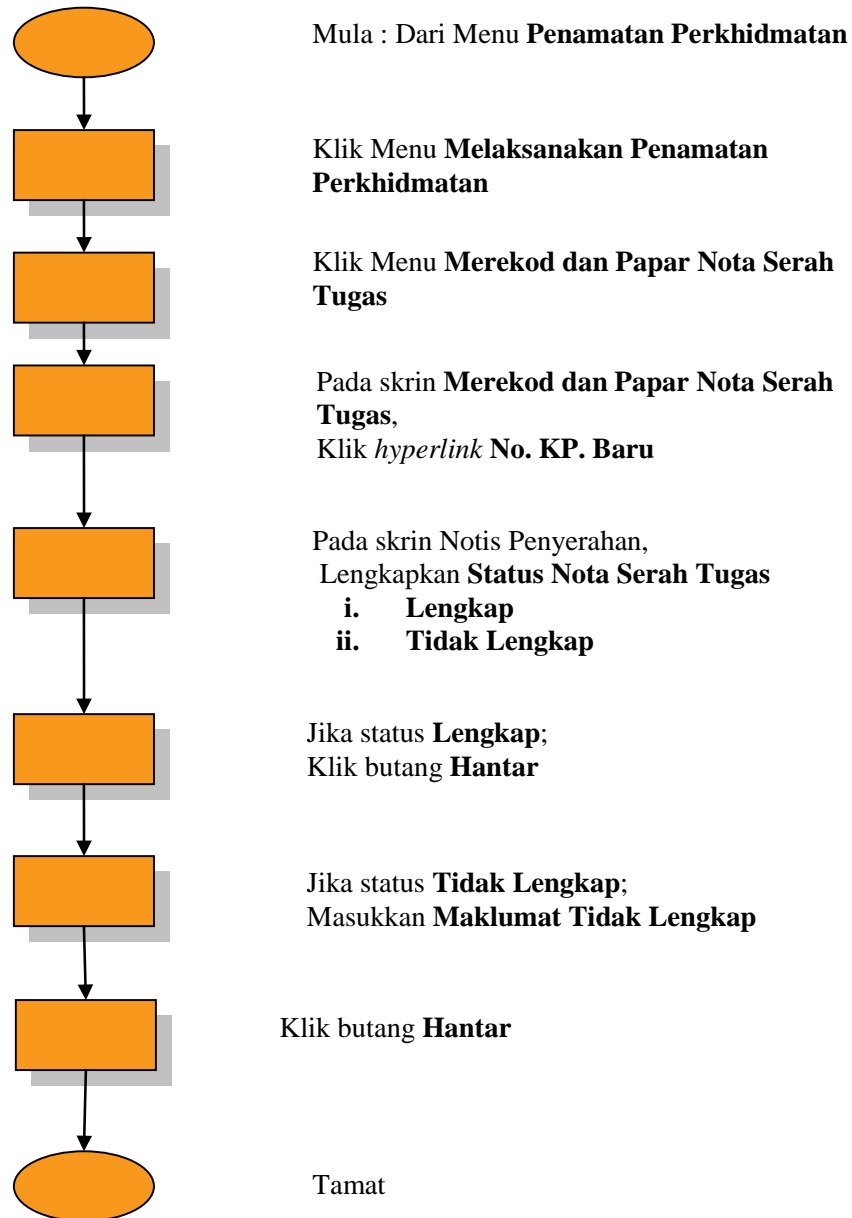 Mula : Dari Menu Penamatan Perkhidmatan
Klik Menu Melaksanakan Penamatan
Perkhidmatan
Klik Menu Merekod dan Papar Nota Serah
Tugas
Pada skrin Merekod dan Papar Nota Serah
Tugas,
Klik hyperlink No. KP. Baru
Pada skrin Notis Penyerahan,
Lengkapkan Status Nota Serah Tugas
i. Lengkap
ii. Tidak Lengkap
Jika status Lengkap;
Klik butang Hantar
Jika status Tidak Lengkap;
Masukkan Maklumat Tidak Lengkap
Klik butang Hantar
Tamat